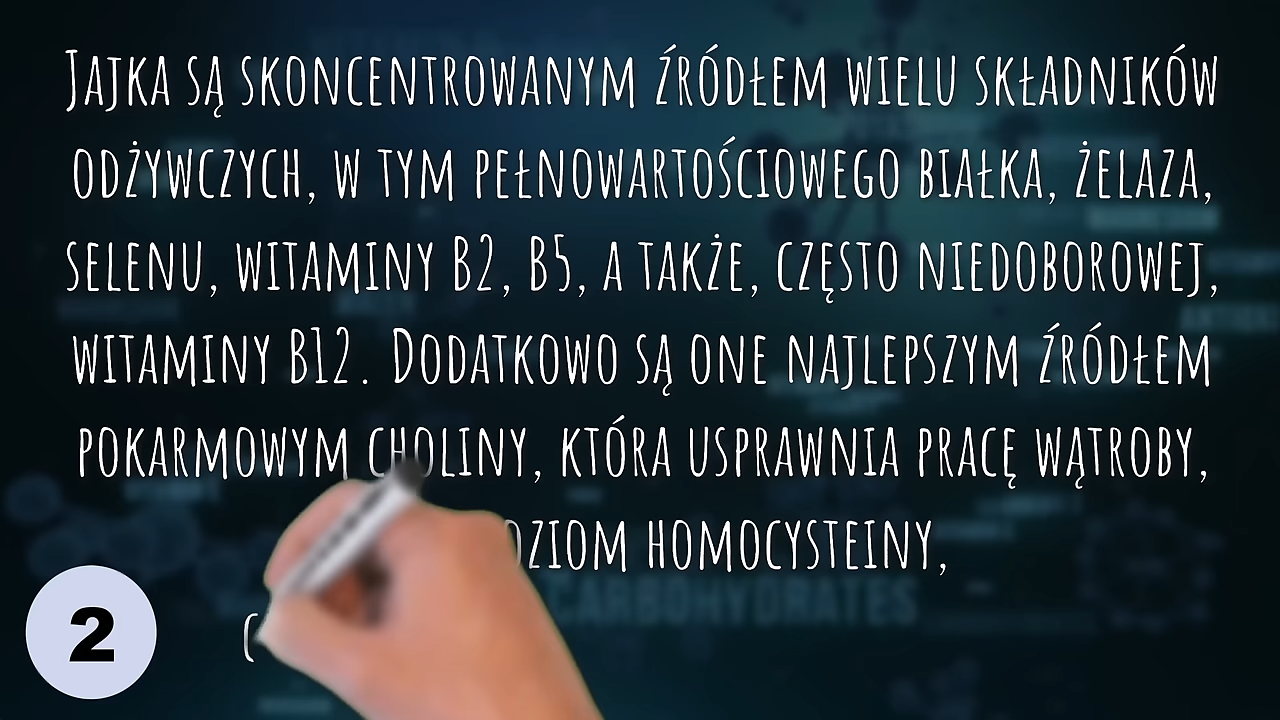 Jajka są skoncentrowanym źródłem wielu składników
odżywczych, w tym pełnowartościowego białka, żelaza,
selenu, witaminy B2, B5, a także, często niedoborowej,
witaminy B12. Dodatkowo są one najlepszym źródłem
pokarmowym choliny, która usprawnia pracę wątroby,
homocysteiny,
2
CARBOHYDRATES